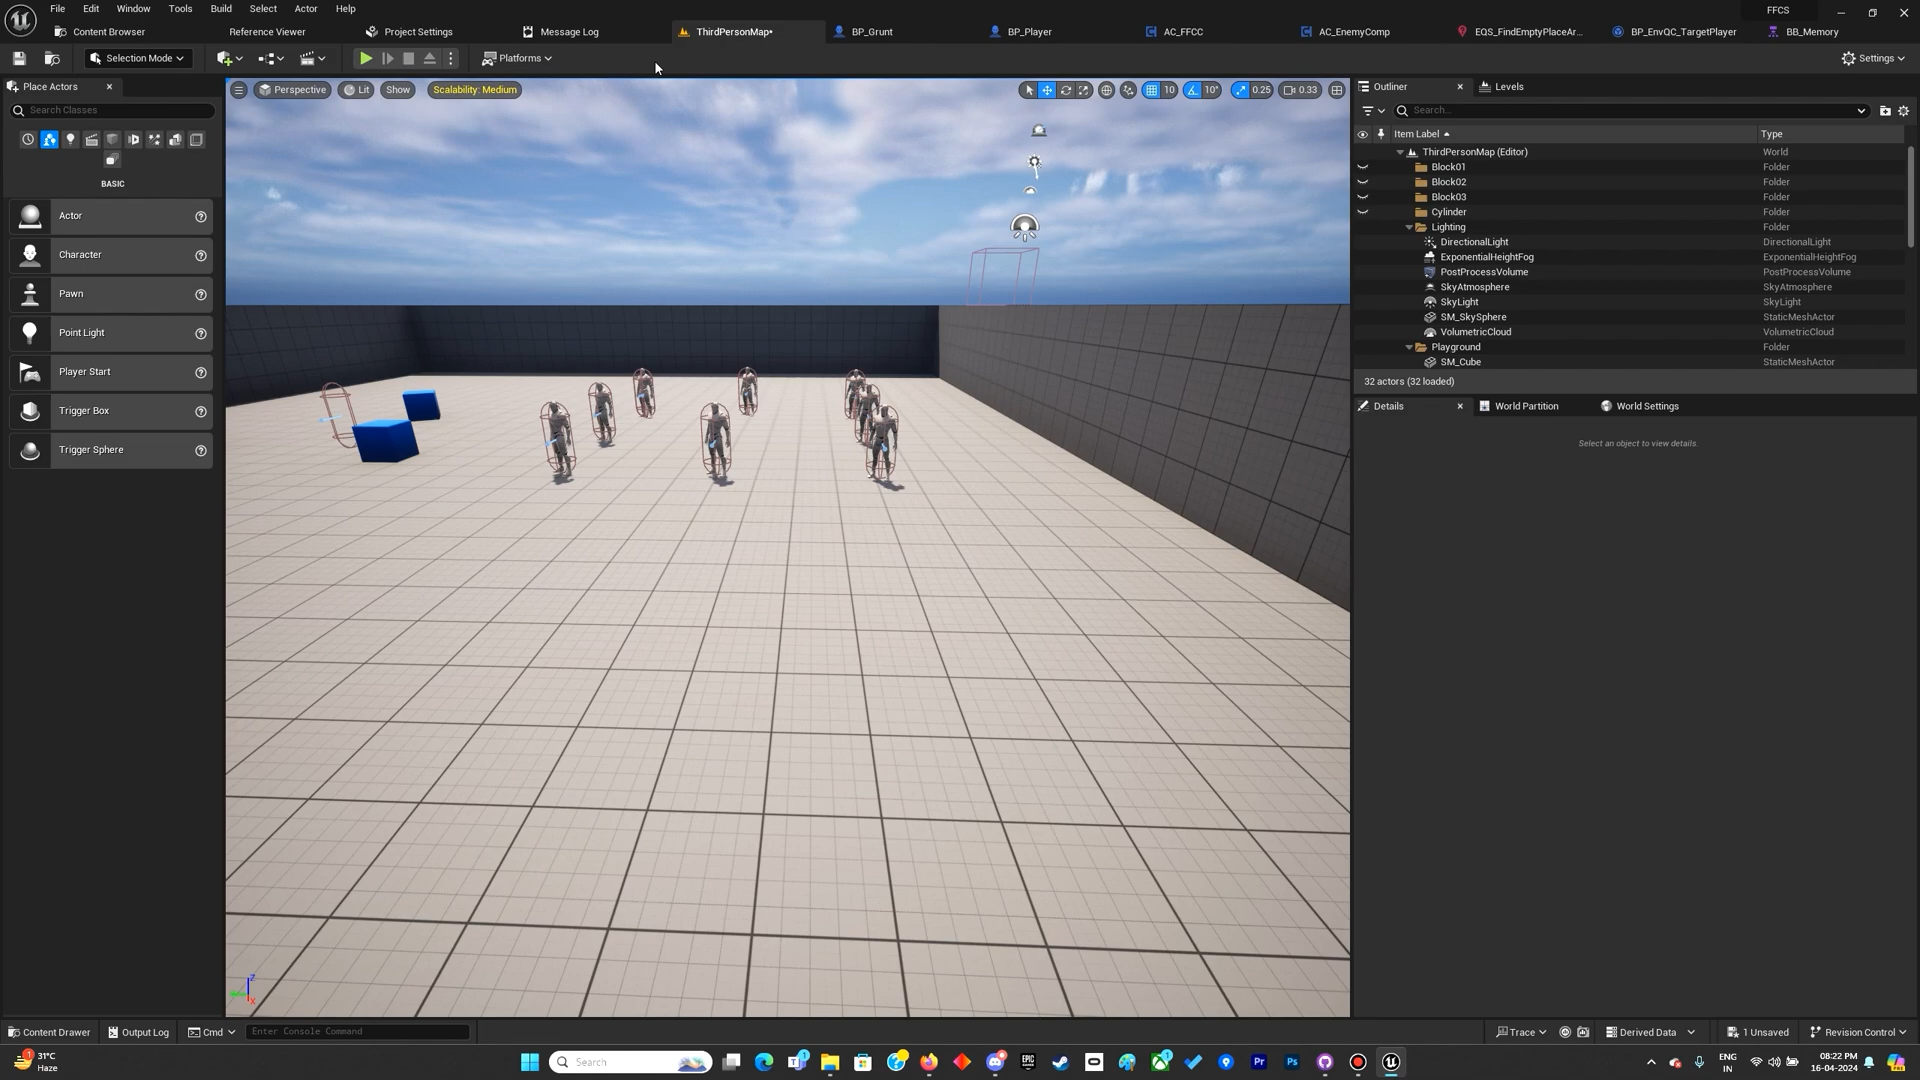 File Edit Window Tools Build Select Actor Help
FFCS
Content Browser Reference Viewer Project Settings Message Log ThirdPersonMap• BP_Grunt BP_Player AC_FFCC AC_EnemyComp EQS_FindEmptyPlaceAr... BP_EnvQC_TargetPlayer BB_Memory
Selection Mode Platforms Settings
Place Actors
Search Classes
BASIC
Actor
Character
Pawn
Point Light
Player Start
Trigger Box
Trigger Sphere
Perspective Lit Show Scalability: Medium 10 10° 0.25 0.33
Outliner Levels
Search...
Item Label Type
ThirdPersonMap (Editor) World
Block01 Folder
Block02 Folder
Block03 Folder
Cylinder Folder
Lighting Folder
DirectionalLight DirectionalLight
ExponentialHeightFog ExponentialHeightFog
PostProcessVolume PostProcessVolume
SkyAtmosphere SkyAtmosphere
SkyLight SkyLight
SM_SkySphere StaticMeshActor
VolumetricCloud VolumetricCloud
Playground Folder
SM_Cube StaticMeshActor
32 actors (32 loaded)
Details World Partition World Settings
Select an object to view details.
Z
X
Content Drawer Output Log Cmd Enter Console Command Trace Derived Data 1 Unsaved Revision Control
31°C
Haze
Search
ENG
IN
08:22 PM
16-04-2024